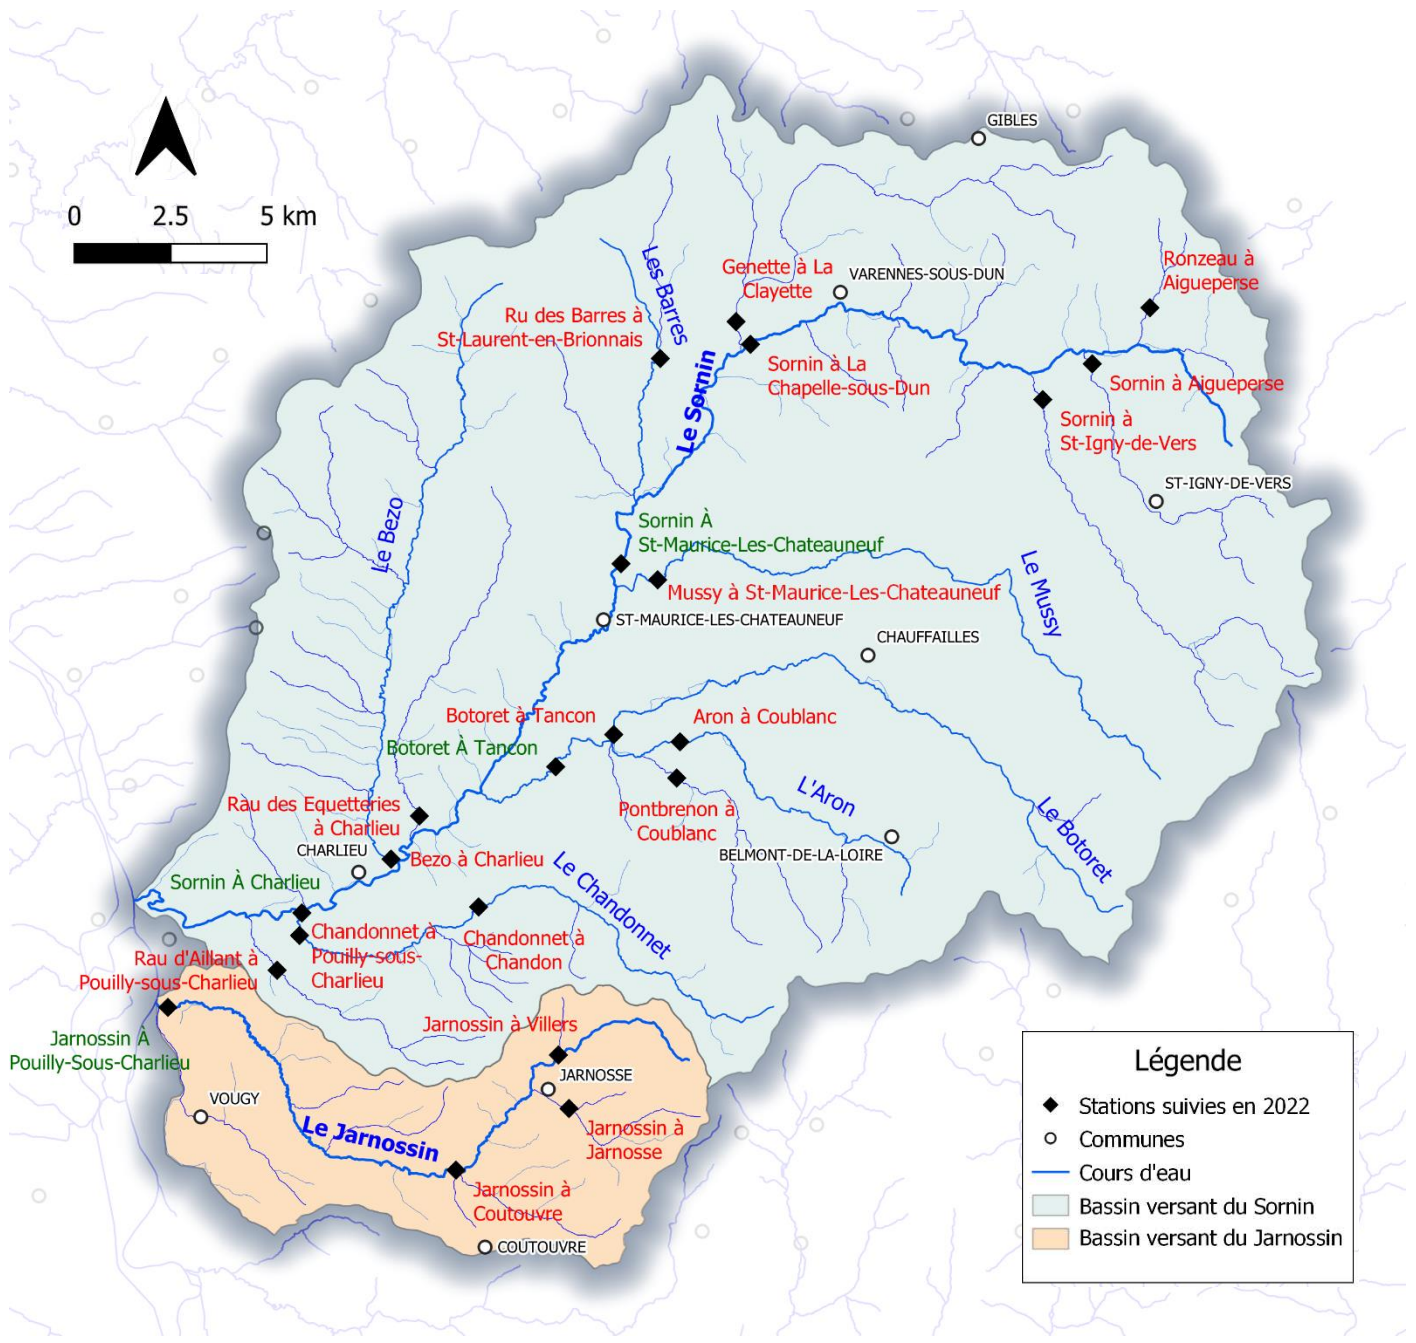 GIBLES
0 2.5 5 km
Les Barres
Genette à La
Clayette
VARENNES-SOUS-DUN
Ronzeau à
Aigueperse
Ru des Barres à
St-Laurent-en-Brionnais
Le Sornin
Sornin à La
Chapelle-sous-Dun
Sornin à Aigueperse
Sornin à
St-Igny-de-Vers
ST-IGNY-DE-VERS
Le Bezo
Sornin À
St-Maurice-Les-Chateauneuf
Mussy à St-Maurice-Les-Chateauneuf
Le Mussy
ST-MAURICE-LES-CHATEAUNEUF
CHAUFFAILLES
Botoret à Tancon
Aron à Coublanc
Botoret À Tancon
L'Aron
Pontbrenon à
Coublanc
Le Botoret
Rau des Equetteries
à Charlieu
CHARLIEU
Bezo à Charlieu
BELMONT-DE-LA-LOIRE
Sornin À Charlieu
Le Chandonnet
Chandonnet à
Pouilly-sous-
Charlieu
Chandonnet à
Chandon
Rau d'Aillant à
Pouilly-sous-Charlieu
Jarnossin À
Pouilly-Sous-Charlieu
Jarnossin à Villers
JARNOSSE
VOUGY
Le Jarnossin
Jarnossin à
Jarnosse
Jarnossin à
Coutouvre
COUTOUVRE
Légende
Stations suivies en 2022
Communes
Cours d'eau
Bassin versant du Sornin
Bassin versant du Jarnossin